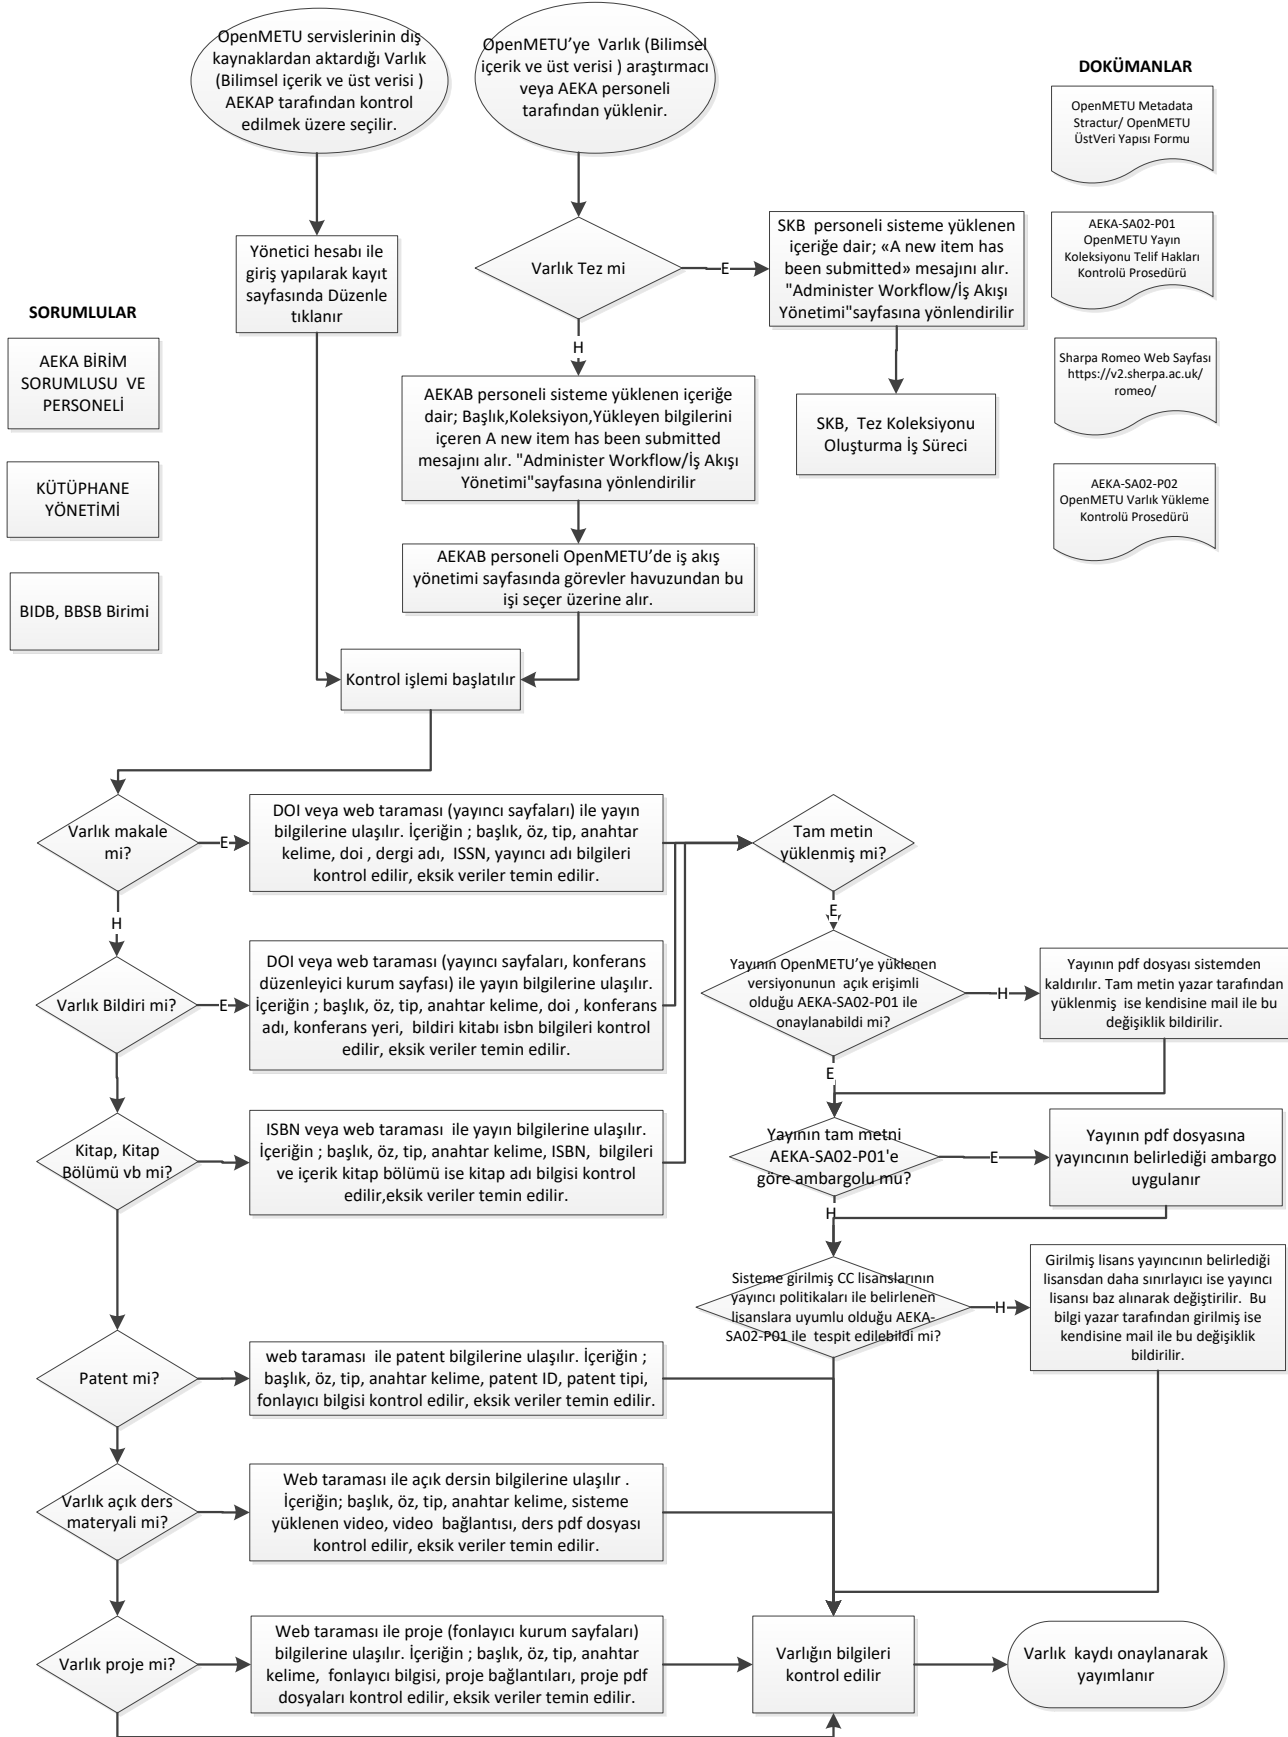 OpenMETU servislerinin dış
kaynaklardan aktardığı Varlık
(Bilimsel içerik ve üst verisi )
AEKAP tarafından kontrol
edilmek üzere seçilir.
OpenMETU'ye Varlık (Bilimsel
içerik ve üst verisi ) araştırmacı
veya AEKA personeli
tarafından yüklenir.
DOKÜMANLAR
OpenMETU Metadata
Stractur/ OpenMETU
ÜstVeri Yapısı Formu
Yönetici hesabı ile
giriş yapılarak kayıt
sayfasında Düzenle
tıklanır
Varlık Tez mi
E
SKB personeli sisteme yüklenen
içeriğe dair; «A new item has
been submitted» mesajını alır.
"Administer Workflow/İş Akışı
Yönetimi"sayfasına yönlendirilir
AEKA-SA02-P01
OpenMETU Yayın
Koleksiyonu Telif Hakları
Kontrolü Prosedürü
SORUMLULAR
AEKA BİRİM
SORUMLUSU VE
PERSONELİ
H
AEKAB personeli sisteme yüklenen içeriğe
dair; Başlık,Koleksiyon,Yükleyen bilgilerini
içeren A new item has been submitted
mesajını alır. "Administer Workflow/İş Akışı
Yönetimi"sayfasına yönlendirilir
SKB, Tez Koleksiyonu
Oluşturma İş Süreci
Sharpa Romeo Web Sayfası
https://v2.sherpa.ac.uk/
romeo/
KÜTÜPHANE
YÖNETİMİ
AEKA-SA02-P02
OpenMETU Varlık Yükleme
Kontrolü Prosedürü
AEKAB personeli OpenMETU'de iş akış
yönetimi sayfasında görevler havuzundan bu
işi seçer üzerine alır.
BIDB, BBSB Birimi
Kontrol işlemi başlatılır
Varlık makale
mi?
E
DOI veya web taraması (yayıncı sayfaları) ile yayın
bilgilerine ulaşılır. İçeriğin ; başlık, öz, tip, anahtar
kelime, doi , dergi adı, ISSN, yayıncı adı bilgileri
kontrol edilir, eksik veriler temin edilir.
Tam metin
yüklenmiş mi?
H
E
Varlık Bildiri mi?
E
DOI veya web taraması (yayıncı sayfaları, konferans
düzenleyici kurum sayfası) ile yayın bilgilerine ulaşılır.
İçeriğin ; başlık, öz, tip, anahtar kelime, doi , konferans
adı, konferans yeri, bildiri kitabı isbn bilgileri kontrol
edilir, eksik veriler temin edilir.
Yayının OpenMETU'ye yüklenen
versiyonunun açık erişimli
olduğu AEKA-SA02-P01 ile
onaylanabildi mi?
H
Yayının pdf dosyası sistemden
kaldırılır. Tam metin yazar tarafından
yüklenmiş ise kendisine mail ile bu
değişiklik bildirilir.
E
Kitap, Kitap
Bölümü vb mi?
ISBN veya web taraması ile yayın bilgilerine ulaşılır.
İçeriğin ; başlık, öz, tip, anahtar kelime, ISBN, bilgileri
ve içerik kitap bölümü ise kitap adı bilgisi kontrol
edilir,eksik veriler temin edilir.
Yayının tam metni
AEKA-SA02-P01'e
göre ambargolu mu?
E
Yayının pdf dosyasına
yayıncının belirlediği ambargo
uygulanır
H
Sisteme girilmiş CC lisanslarının
yayıncı politikaları ile belirlenen
lisanslara uyumlu olduğu AEKA-
SA02-P01 ile tespit edilebildi mi?
H
Girilmiş lisans yayıncının belirlediği
lisansdan daha sınırlayıcı ise yayıncı
lisansı baz alınarak değiştirilir. Bu
bilgi yazar tarafından girilmiş ise
kendisine mail ile bu değişiklik
bildirilir.
Patent mi?
web taraması ile patent bilgilerine ulaşılır. İçeriğin ;
başlık, öz, tip, anahtar kelime, patent ID, patent tipi,
fonlayıcı bilgisi kontrol edilir, eksik veriler temin edilir.
Varlık açık ders
materyali mi?
Web taraması ile açık dersin bilgilerine ulaşılır .
İçeriğin; başlık, öz, tip, anahtar kelime, sisteme
yüklenen video, video bağlantısı, ders pdf dosyası
kontrol edilir, eksik veriler temin edilir.
Varlık proje mi?
Web taraması ile proje (fonlayıcı kurum sayfaları)
bilgilerine ulaşılır. İçeriğin ; başlık, öz, tip, anahtar
kelime, fonlayıcı bilgisi, proje bağlantıları, proje pdf
dosyaları kontrol edilir, eksik veriler temin edilir.
Varlığın bilgileri
kontrol edilir
Varlık kaydı onaylanarak
yayımlanır